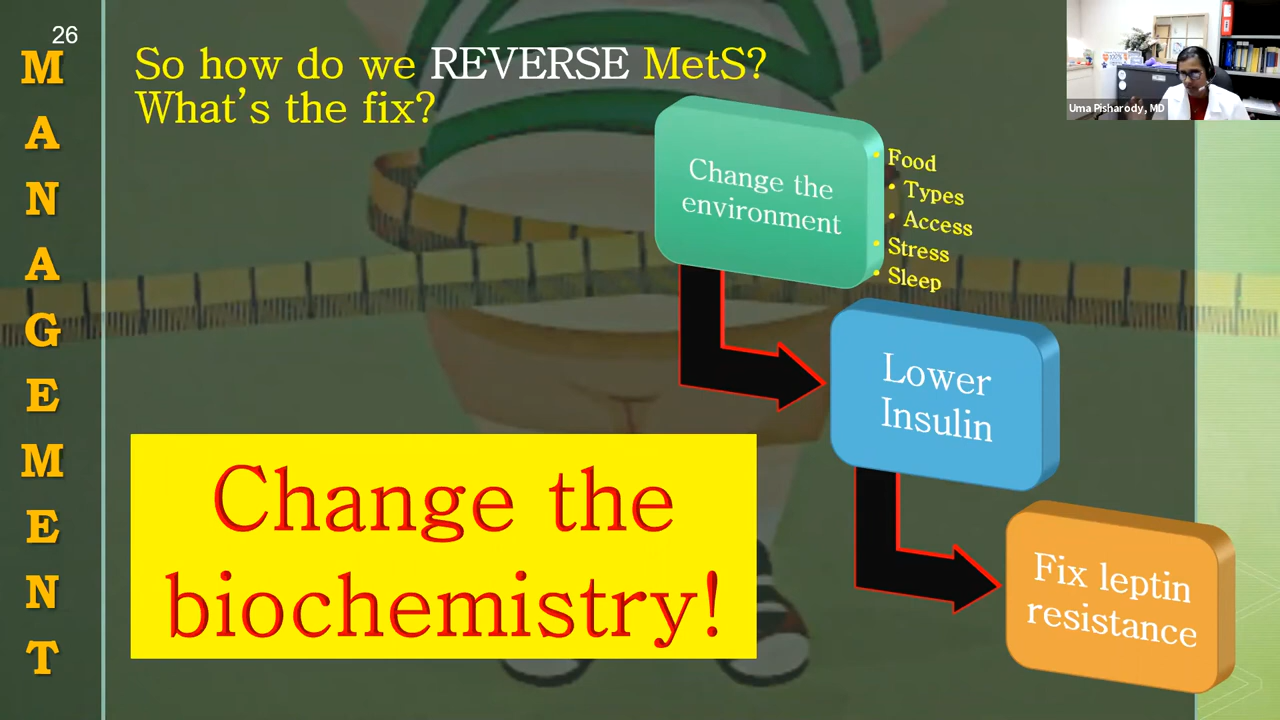 26
MANAGEMENT
So how do we REVERSE MetS?
What's the fix?
Uma Pisharody, MD
Change the
environment
• Food
• Types
• Access
• Stress
• Sleep
Lower
Insulin
Fix leptin
resistance
Change the
biochemistry!